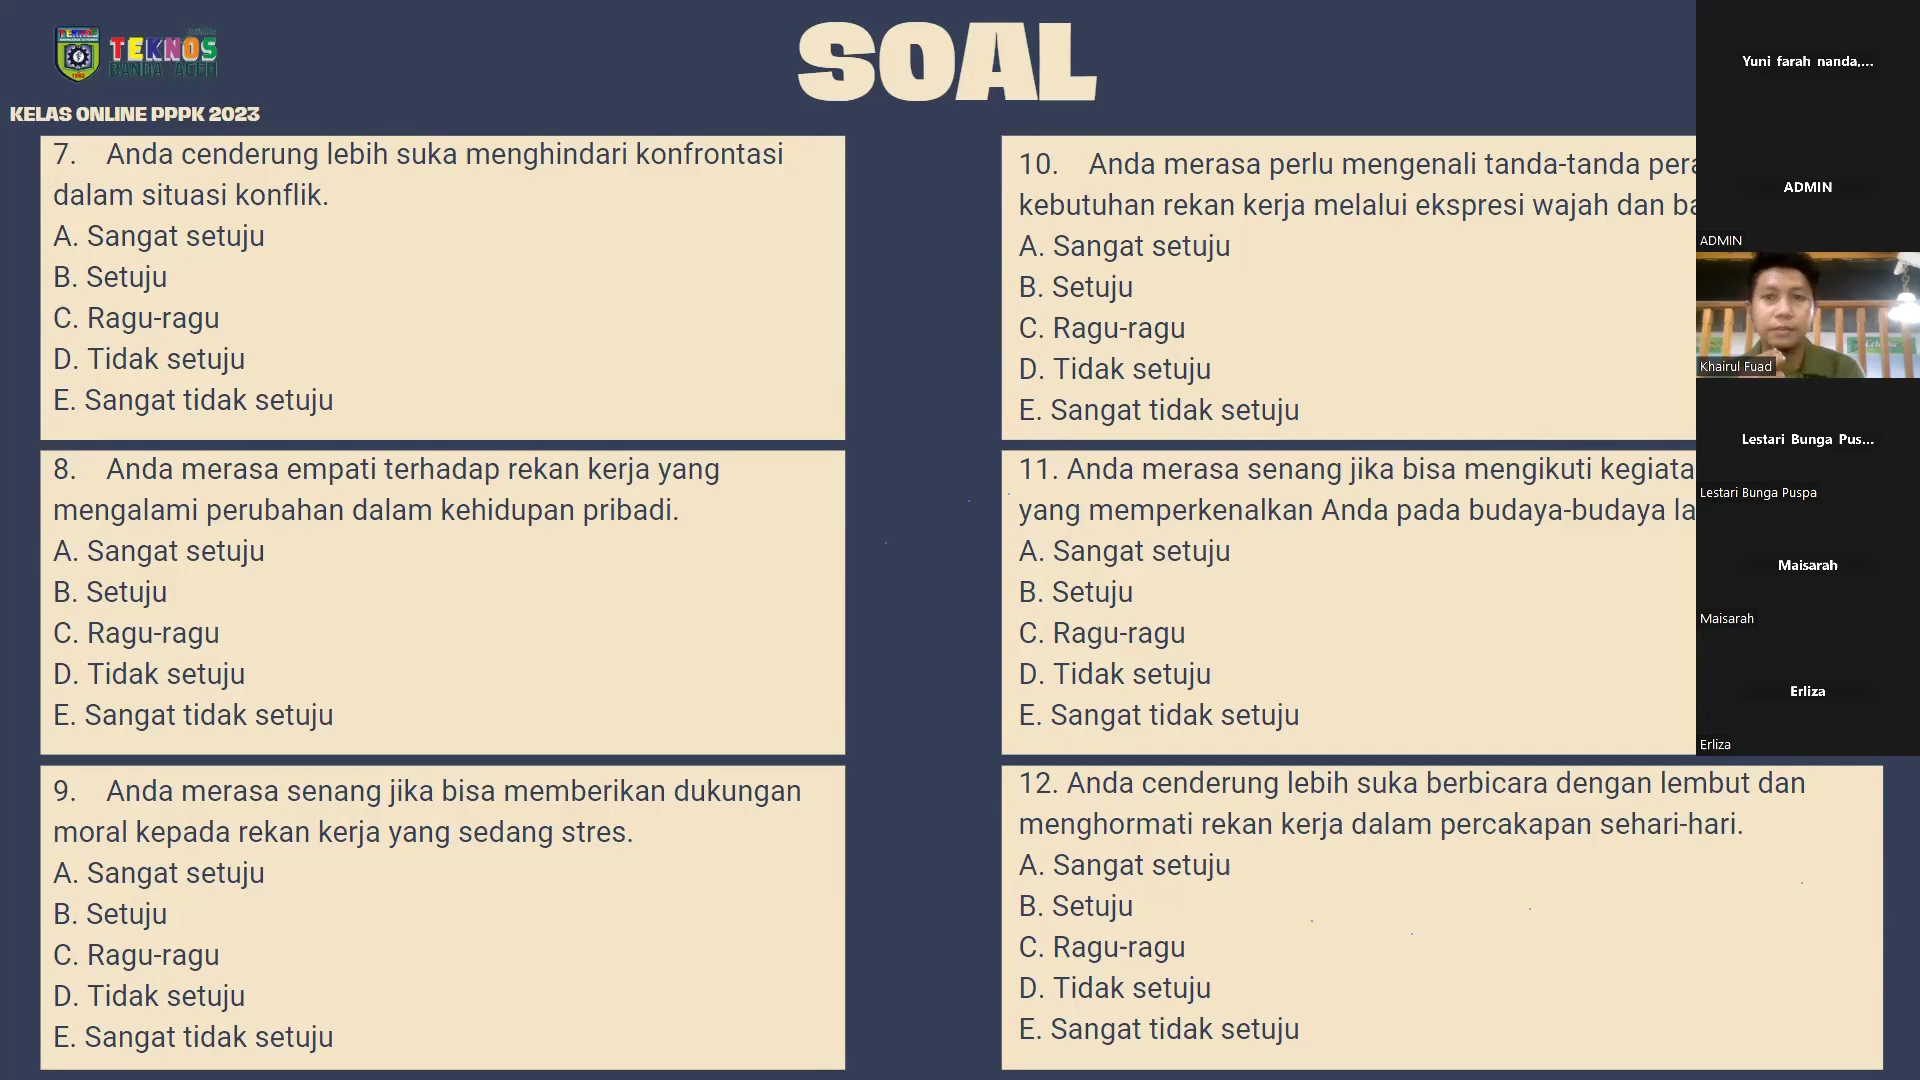 TEKNOS
BANDA ACEH
SOAL
KELAS ONLINE PPPK 2023
7. Anda cenderung lebih suka menghindari konfrontasi
dalam situasi konflik.
A. Sangat setuju
B. Setuju
C. Ragu-ragu
D. Tidak setuju
E. Sangat tidak setuju
8. Anda merasa empati terhadap rekan kerja yang
mengalami perubahan dalam kehidupan pribadi.
A. Sangat setuju
B. Setuju
C. Ragu-ragu
D. Tidak setuju
E. Sangat tidak setuju
9. Anda merasa senang jika bisa memberikan dukungan
moral kepada rekan kerja yang sedang stres.
A. Sangat setuju
B. Setuju
C. Ragu-ragu
D. Tidak setuju
E. Sangat tidak setuju
10. Anda merasa perlu mengenali tanda-tanda pera
kebutuhan rekan kerja melalui ekspresi wajah dan ba
A. Sangat setuju
B. Setuju
C. Ragu-ragu
D. Tidak setuju
E. Sangat tidak setuju
11. Anda merasa senang jika bisa mengikuti kegiata
yang memperkenalkan Anda pada budaya-budaya la
A. Sangat setuju
B. Setuju
C. Ragu-ragu
D. Tidak setuju
E. Sangat tidak setuju
12. Anda cenderung lebih suka berbicara dengan lembut dan
menghormati rekan kerja dalam percakapan sehari-hari.
A. Sangat setuju
B. Setuju
C. Ragu-ragu
D. Tidak setuju
E. Sangat tidak setuju
Yuni farah nanda,...
ADMIN
ADMIN
Khairul Fuad
Lestari Bunga Pus...
Lestari Bunga Puspa
Maisarah
Maisarah
Erliza
Erliza